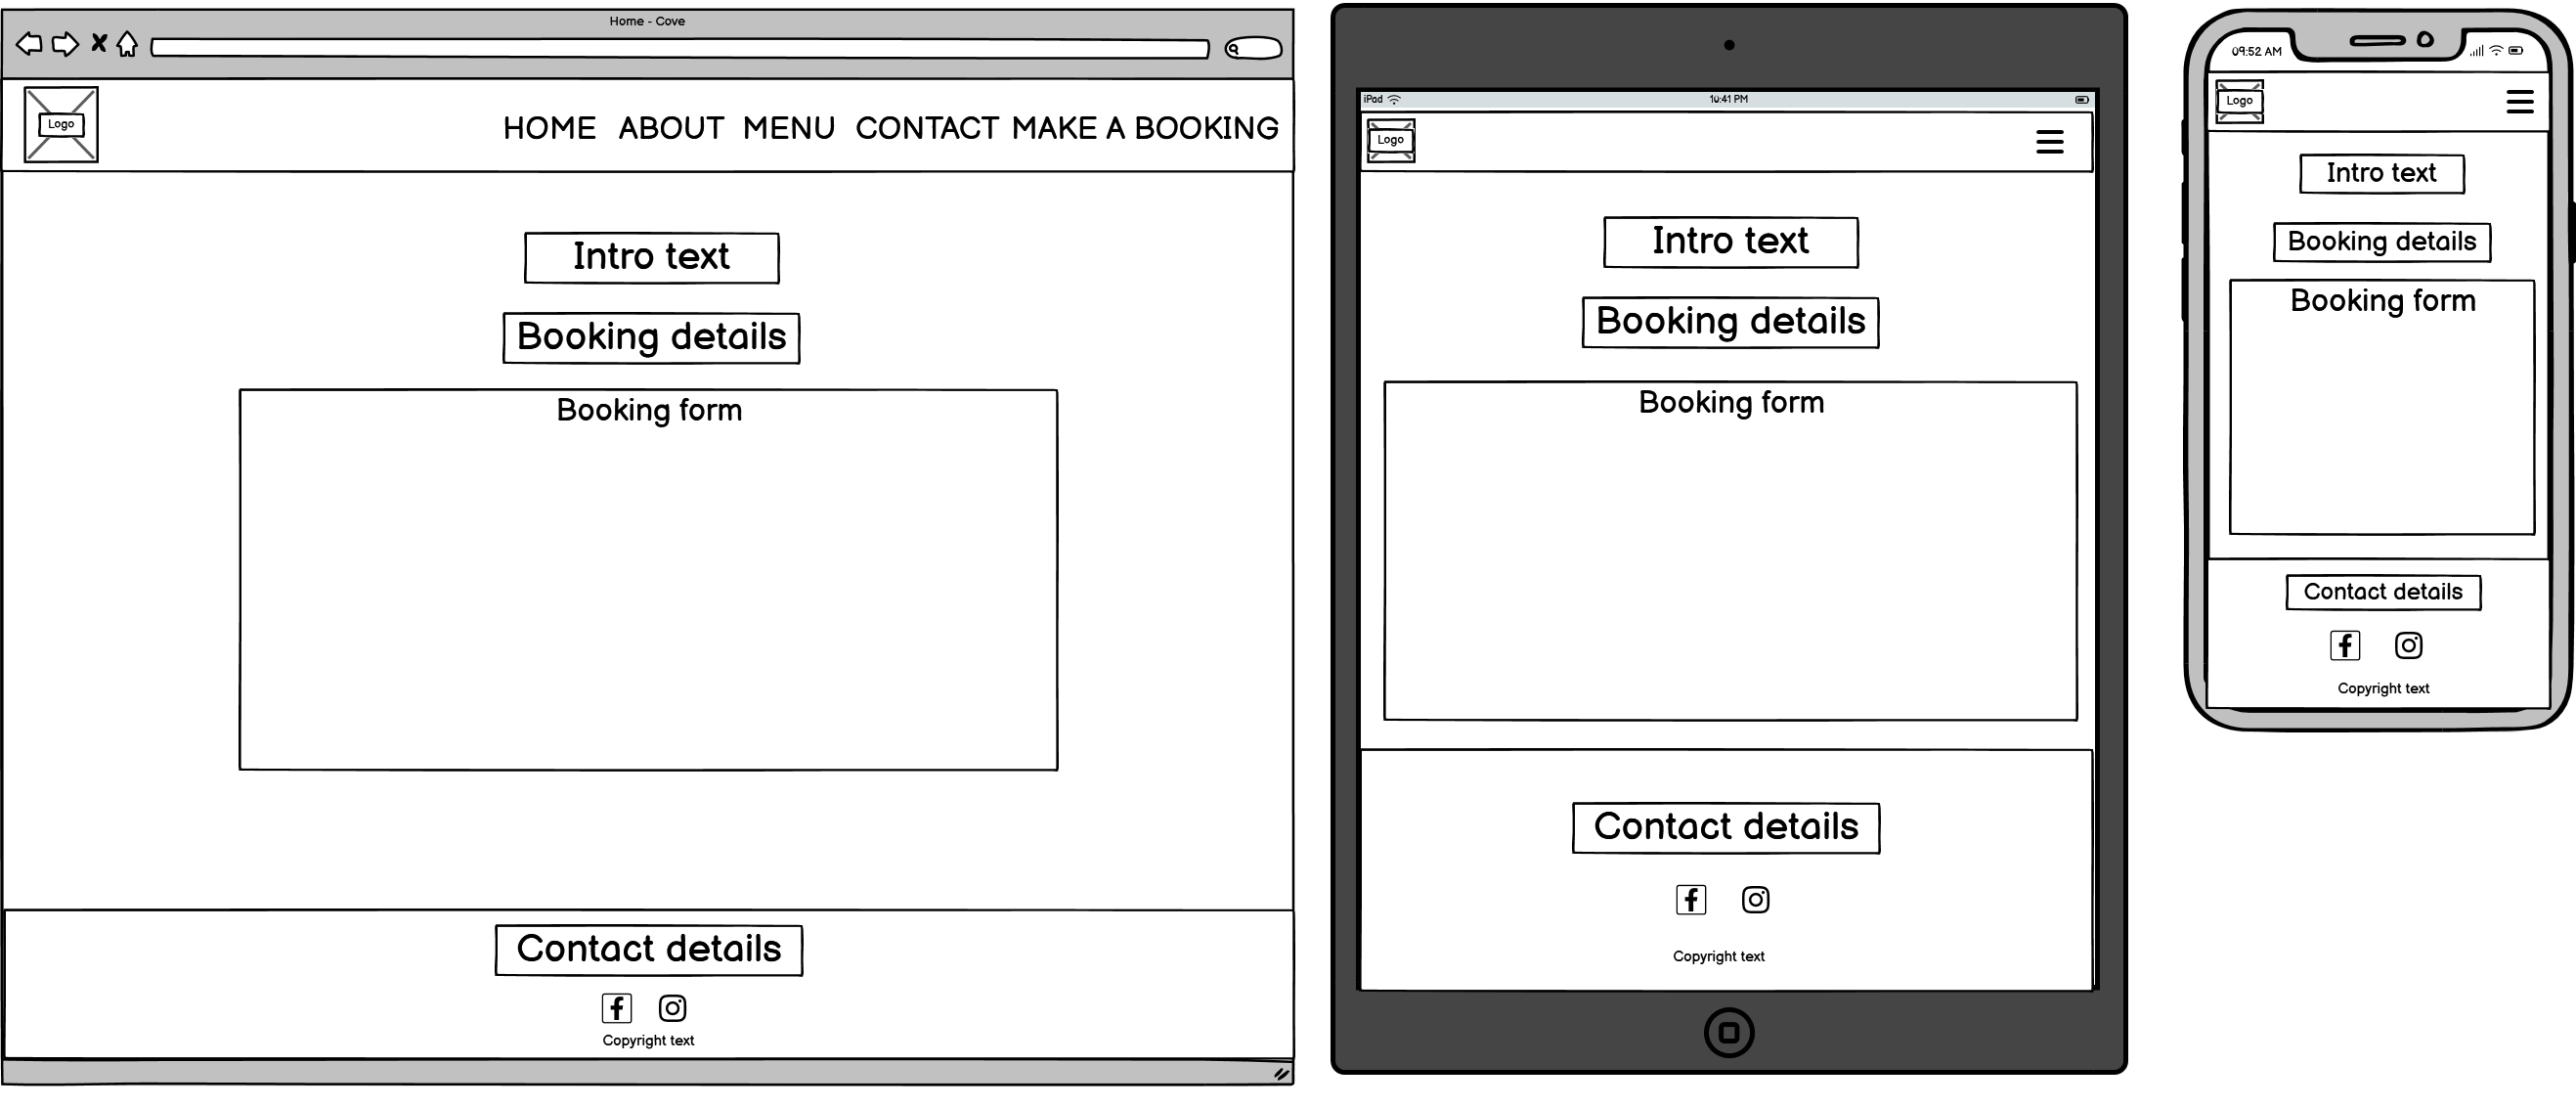 Home - Cove
Logo
HOME ABOUT MENU CONTACT MAKE A BOOKING
Intro text
Booking details
Booking form
Contact details
Copyright text
iPad
10:41 PM
Logo
Intro text
Booking details
Booking form
Contact details
Copyright text
09:52 AM
Logo
Intro text
Booking details
Booking form
Contact details
Copyright text